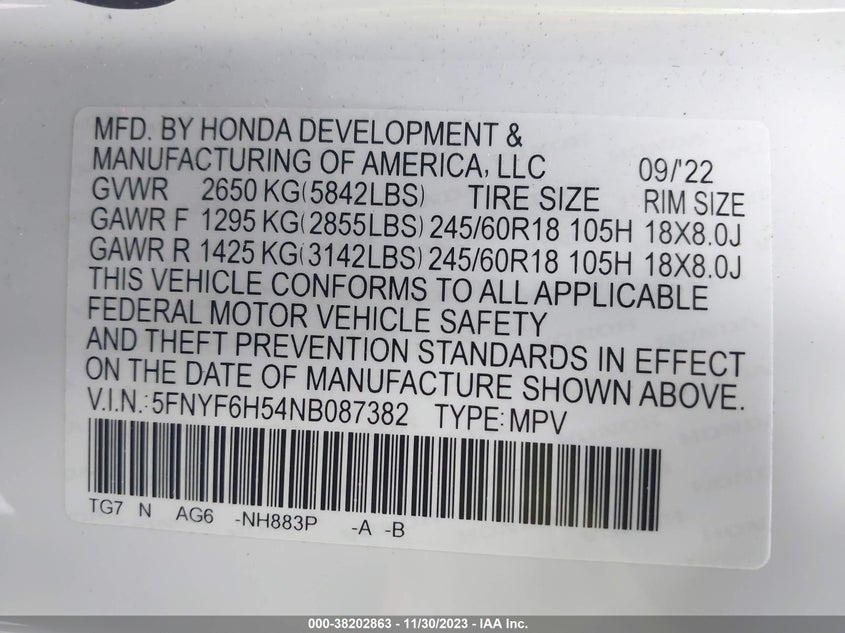 MFD. BY HONDA DEVELOPMENT &
MANUFACTURING OF AMERICA, LLC 09/'22
GVWR 2650 KG(5842LBS) TIRE SIZE RIM SIZE
GAWR F 1295 KG(2855LBS) 245/60R18 105H 18X8.0J
GAWR R 1425 KG(3142LBS) 245/60R18 105H 18X8.0J
THIS VEHICLE CONFORMS TO ALL APPLICABLE
FEDERAL MOTOR VEHICLE SAFETY
AND THEFT PREVENTION STANDARDS IN EFFECT
ON THE DATE OF MANUFACTURE SHOWN ABOVE.
V.I.N.: 5FNYF6H54NB087382 TYPE: MPV
TG7 N AG6 -NH883P -A -B
000-38202863 - 11/30/2023 - IAA Inc.